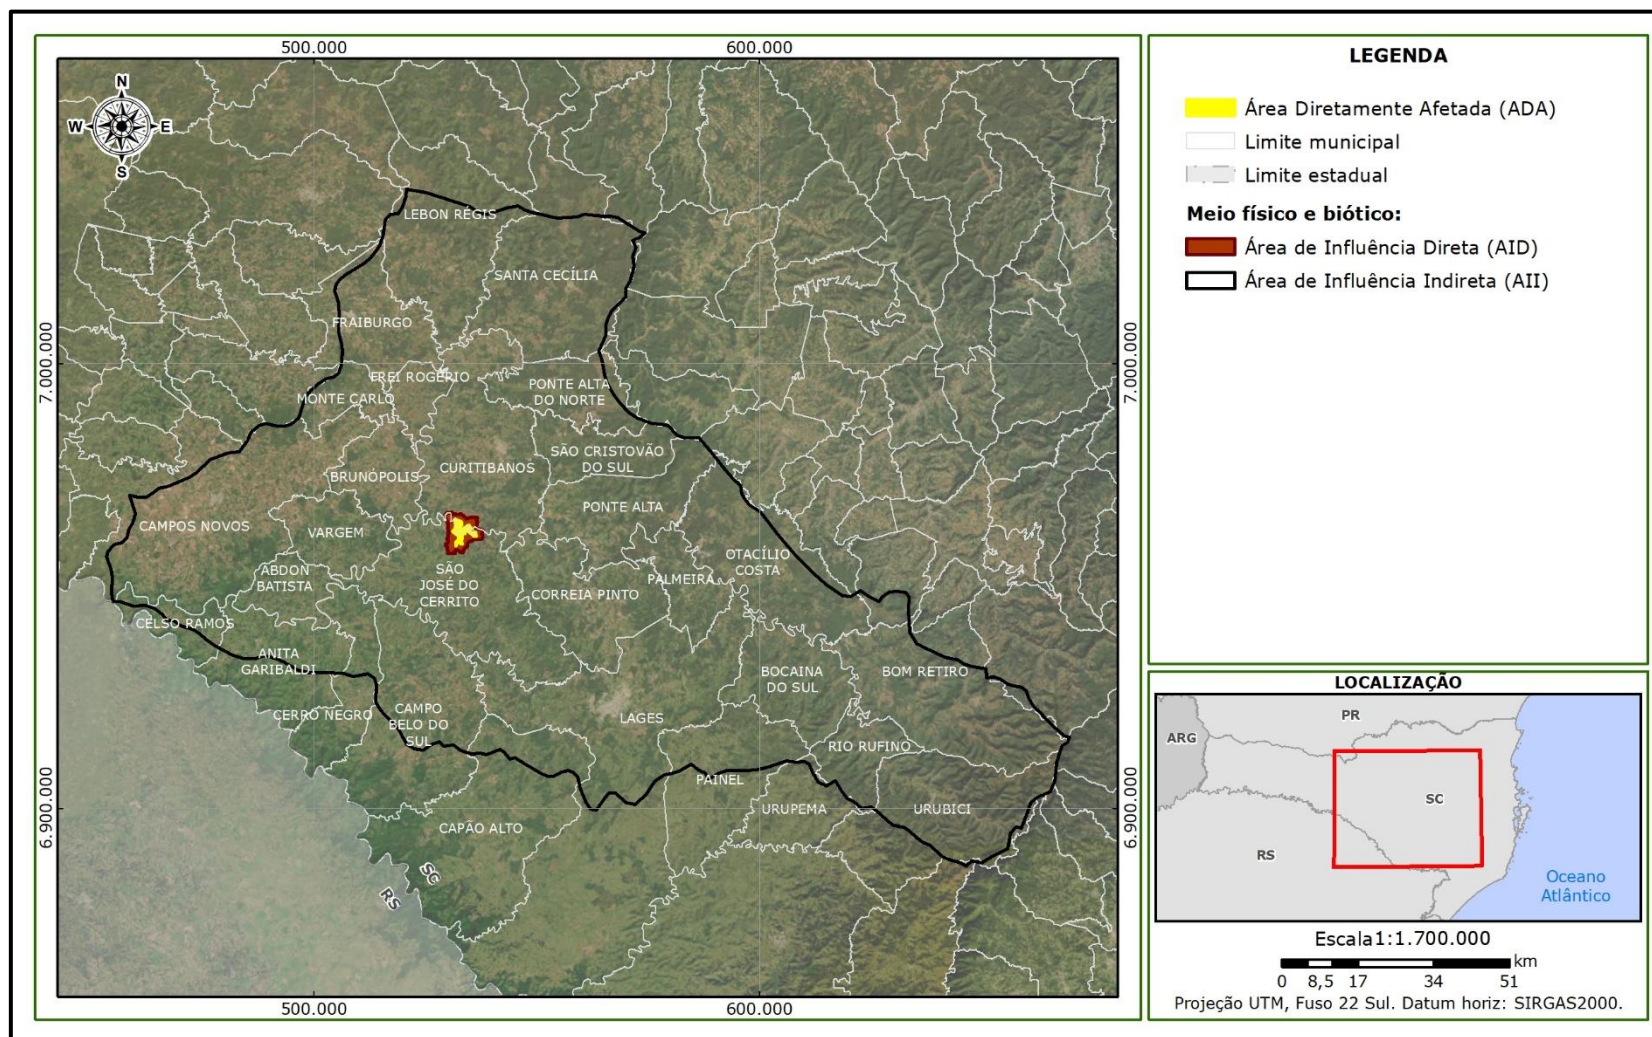 500.000
600.000
N
W
E
S
LEBON RÉGIS
SANTA CECÍLIA
FRAIBURGO
7.000.000
7.000.000
FREI ROGÉRIO
PONTE ALTA
DO NORTE
MONTE CARLO
SÃO CRISTOVÃO
DO SUL
CURITIBANOS
BRUNÓPOLIS
PONTE ALTA
CAMPOS NOVOS
VARGEM
OTACÍLIO
COSTA
ABDON
BATISTA
SÃO
JOSÉ DO
CERRITO
PALMEIRA
CORREIA PINTO
CELSO RAMOS
ANITA
GARIBALDI
BOCAINA
DO SUL
BOM RETIRO
CERRO NEGRO
CAMPO
BELO DO
SUL
LAGES
RIO RUFINO
PAINEL
6.900.000
6.900.000
URUPEMA
URUBICI
CAPÃO ALTO
SC
RS
500.000
600.000
LEGENDA
Área Diretamente Afetada (ADA)
Limite municipal
Limite estadual
Meio físico e biótico:
Área de Influência Direta (AID)
Área de Influência Indireta (AII)
LOCALIZAÇÃO
PR
ARG
SC
RS
Oceano
Atlântico
Escala1:1.700.000
km
0 8,5 17 34 51
Projeção UTM, Fuso 22 Sul. Datum horiz: SIRGAS2000.